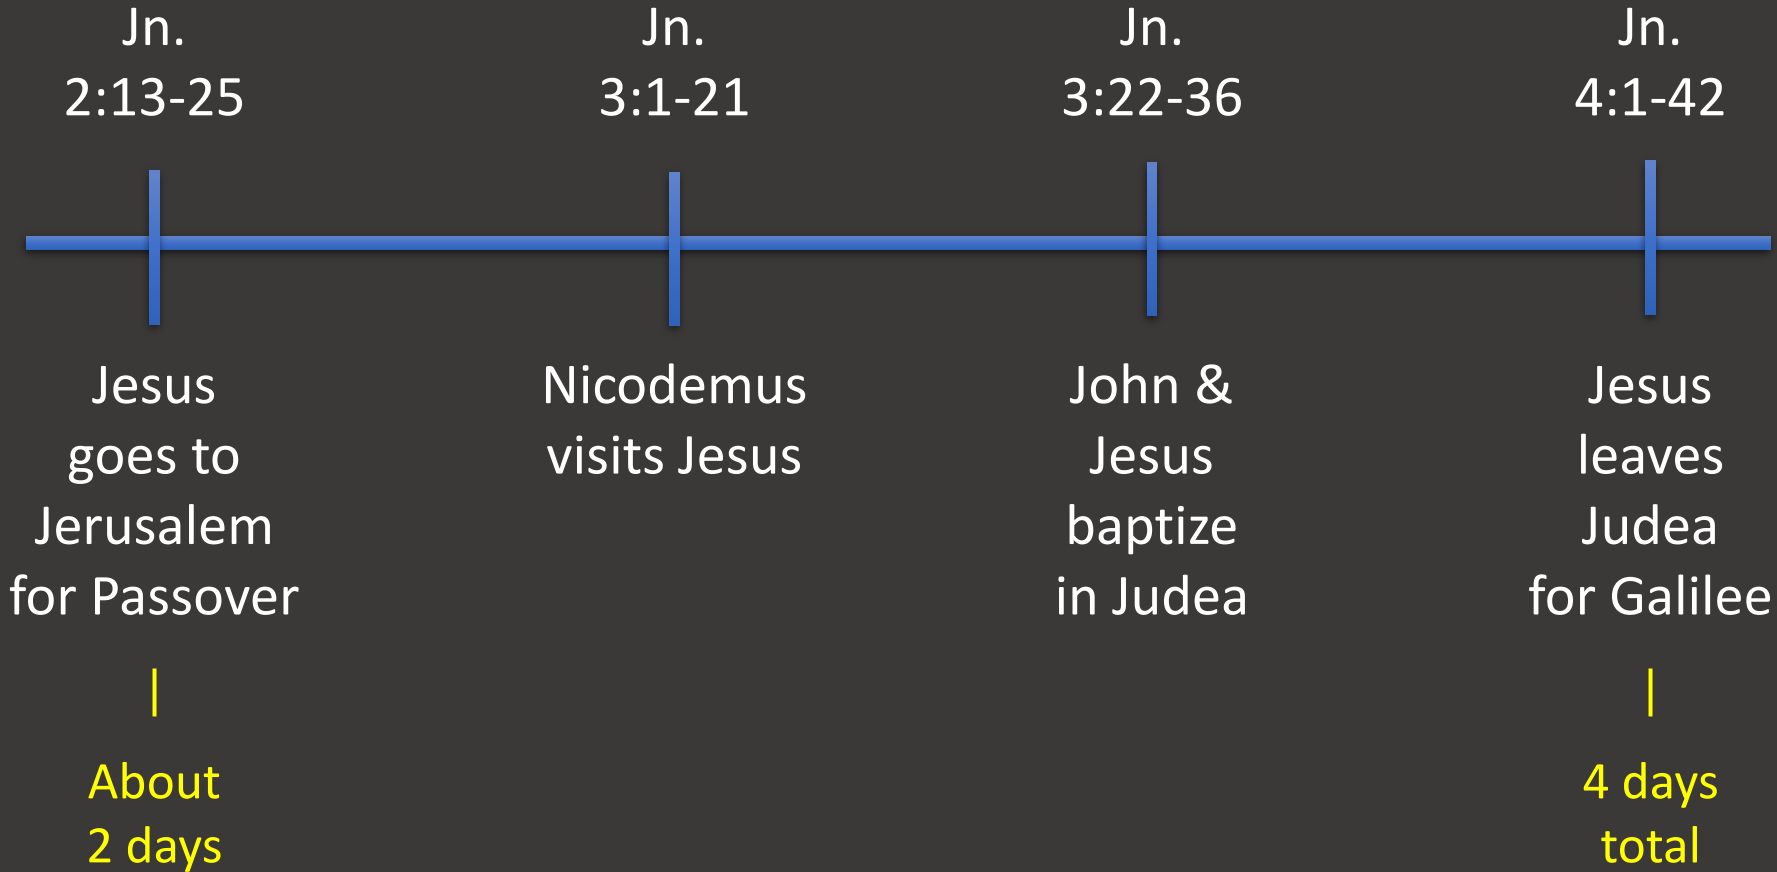 Jn.
2:13-25
Jesus
goes to
Jerusalem
for Passover
|
About
2 days
Jn.
3:1-21
Nicodemus
visits Jesus
Jn.
3:22-36
John &
Jesus
baptize
in Judea
Jn.
4:1-42
Jesus
leaves
Judea
for Galilee
|
4 days
total